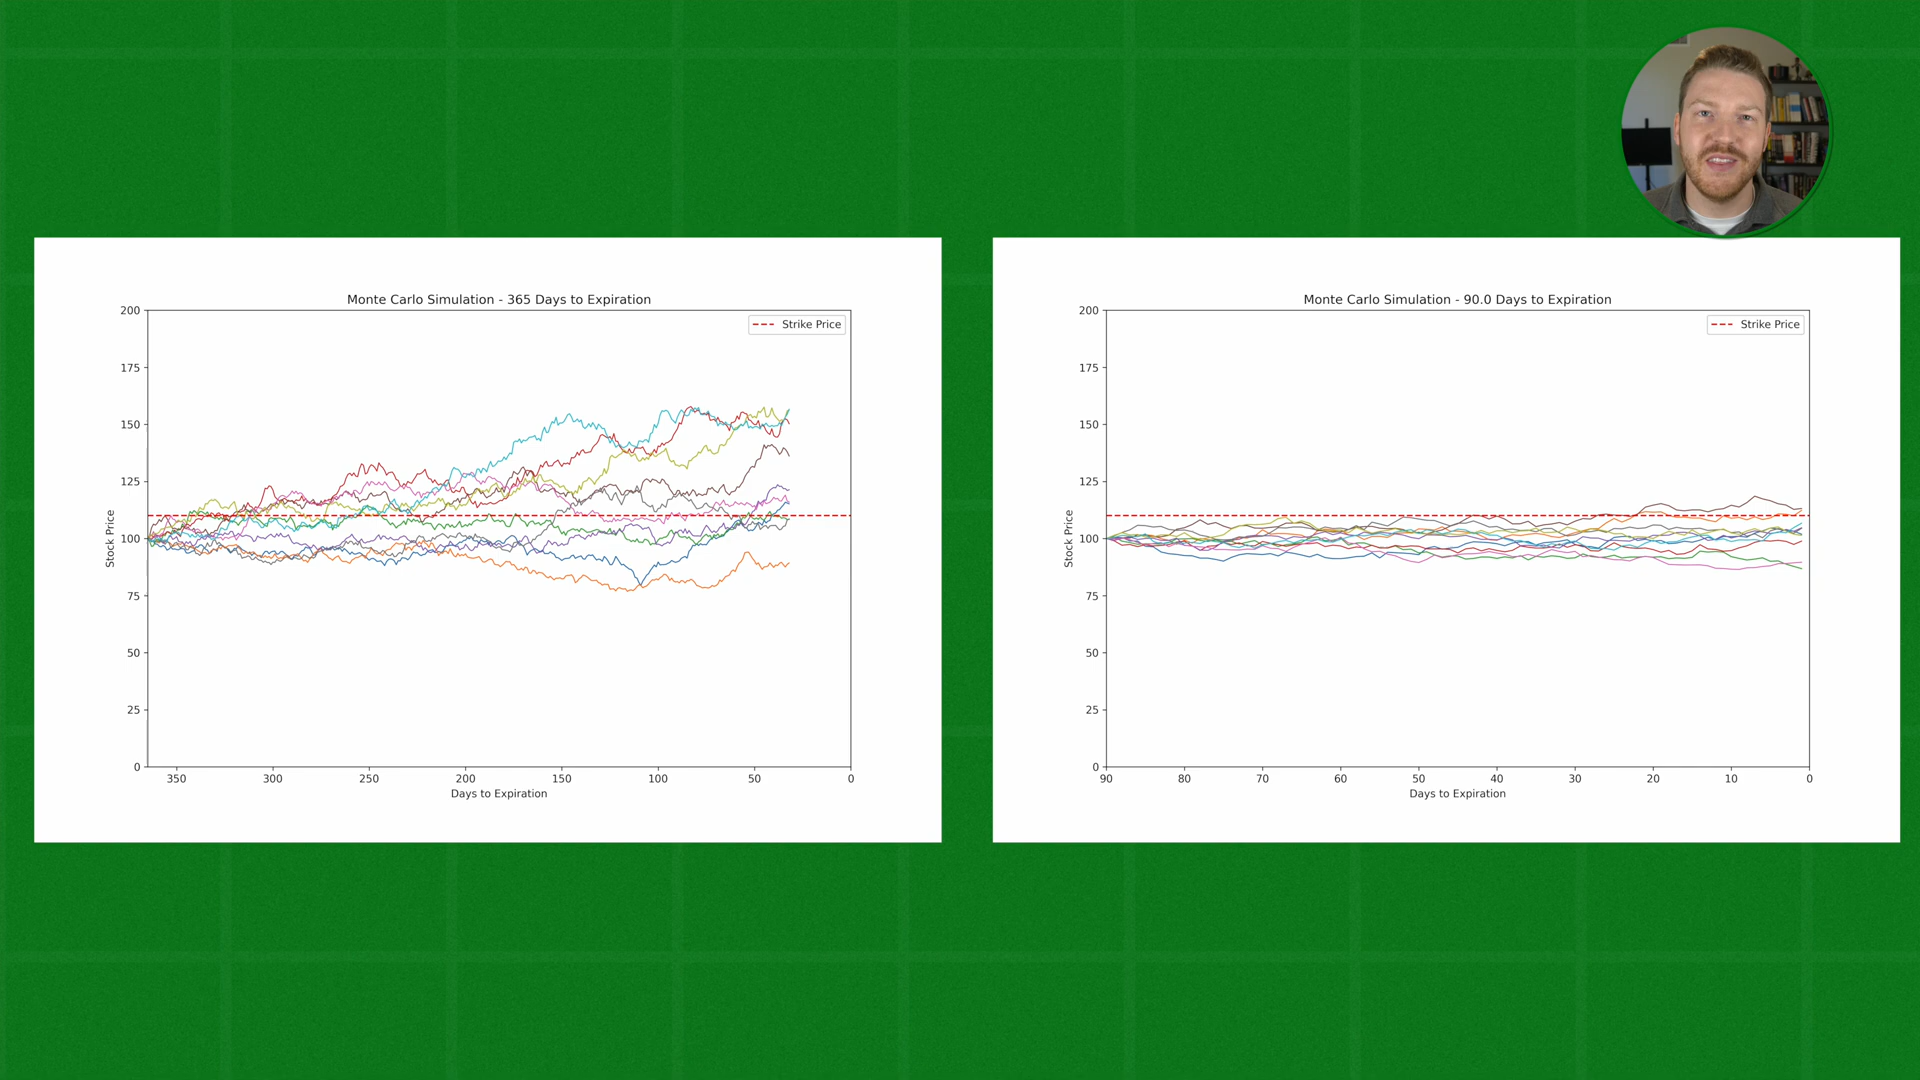 Monte Carlo Simulation - 365 Days to Expiration
Strike Price
200
175
150
125
100
75
50
25
0
Stock Price
350 300 250 200 150 100 50 0
Days to Expiration
Monte Carlo Simulation - 90.0 Days to Expiration
Strike Price
200
175
150
125
100
75
50
25
0
Stock Price
90 80 70 60 50 40 30 20 10 0
Days to Expiration